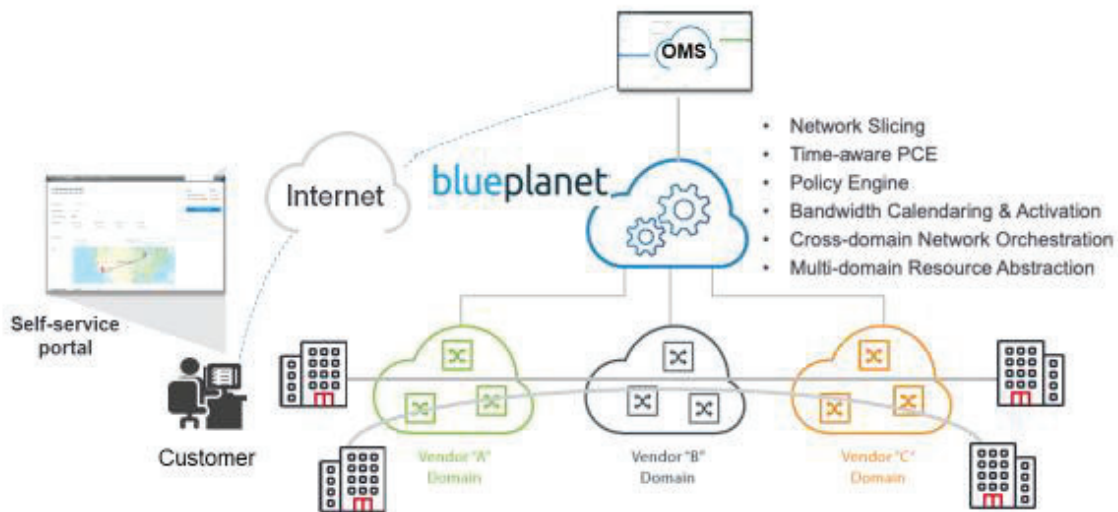 OMS
• Network Slicing
• Time-aware PCE
• Policy Engine
• Bandwidth Calendaring & Activation
• Cross-domain Network Orchestration
• Multi-domain Resource Abstraction
blueplanet
Internet
Self-service
portal
Customer
Vendor "A"
Domain
Vendor "B"
Domain
Vendor "C"
Domain